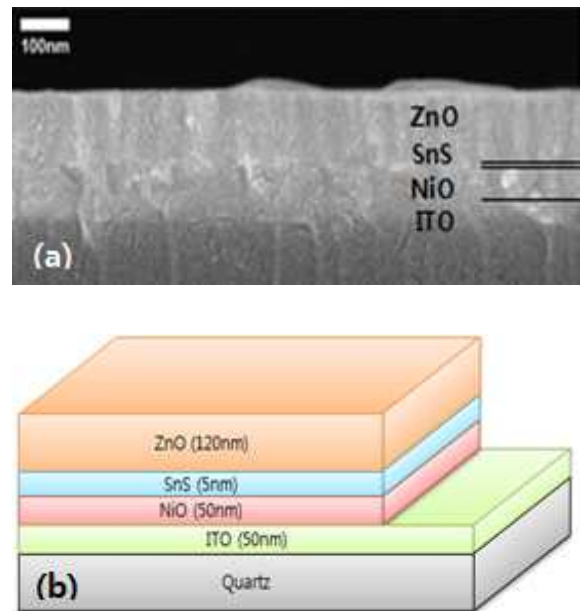 100nm
ZnO
SnS
NiO
ITO
(a)
ZnO (120nm)
SnS (5nm)
NiO (50nm)
ITO (50nm)
(b)
Quartz